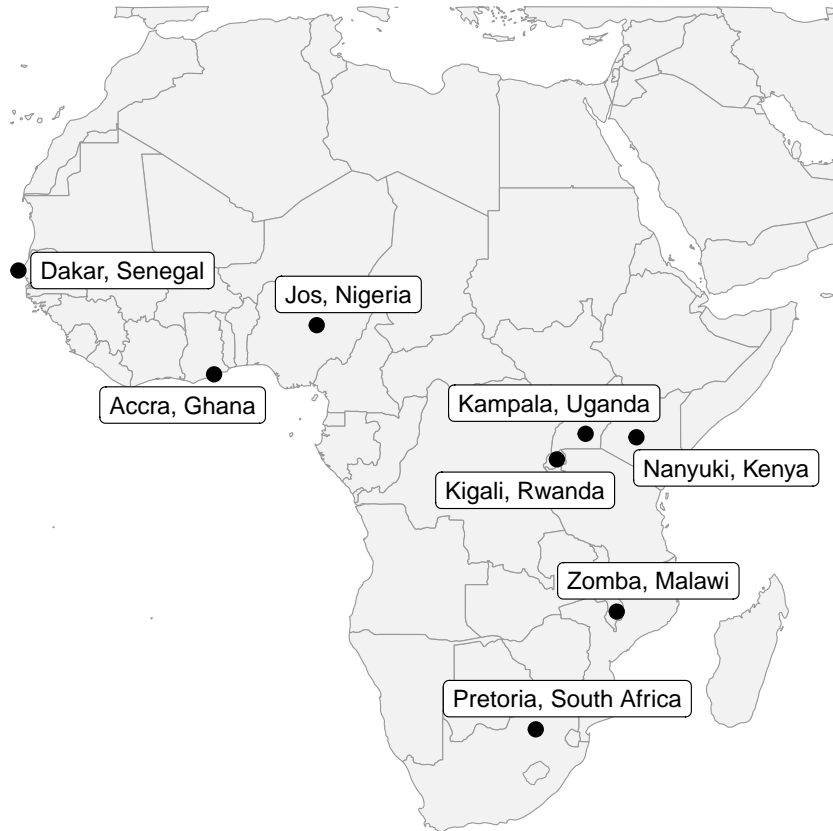 Dakar, Senegal
Jos, Nigeria
Accra, Ghana
Kampala, Uganda
Nanyuki, Kenya
Kigali, Rwanda
Zomba, Malawi
Pretoria, South Africa